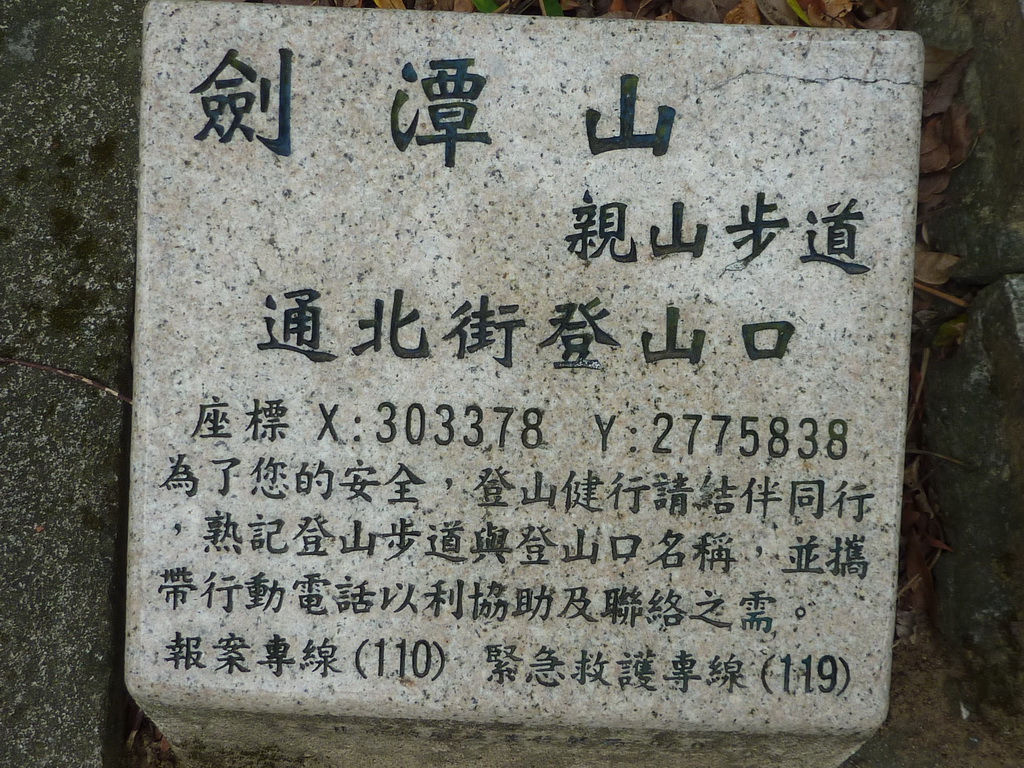 劍潭山
親山步道
通北街登山口
座標 X:303378 Y:2775838
為了您的安全，登山健行請結伴同行
，熟記登山步道與登山口名稱，並攜
帶行動電話以利協助及聯絡之需。
報案專線(110) 緊急救護專線(119)